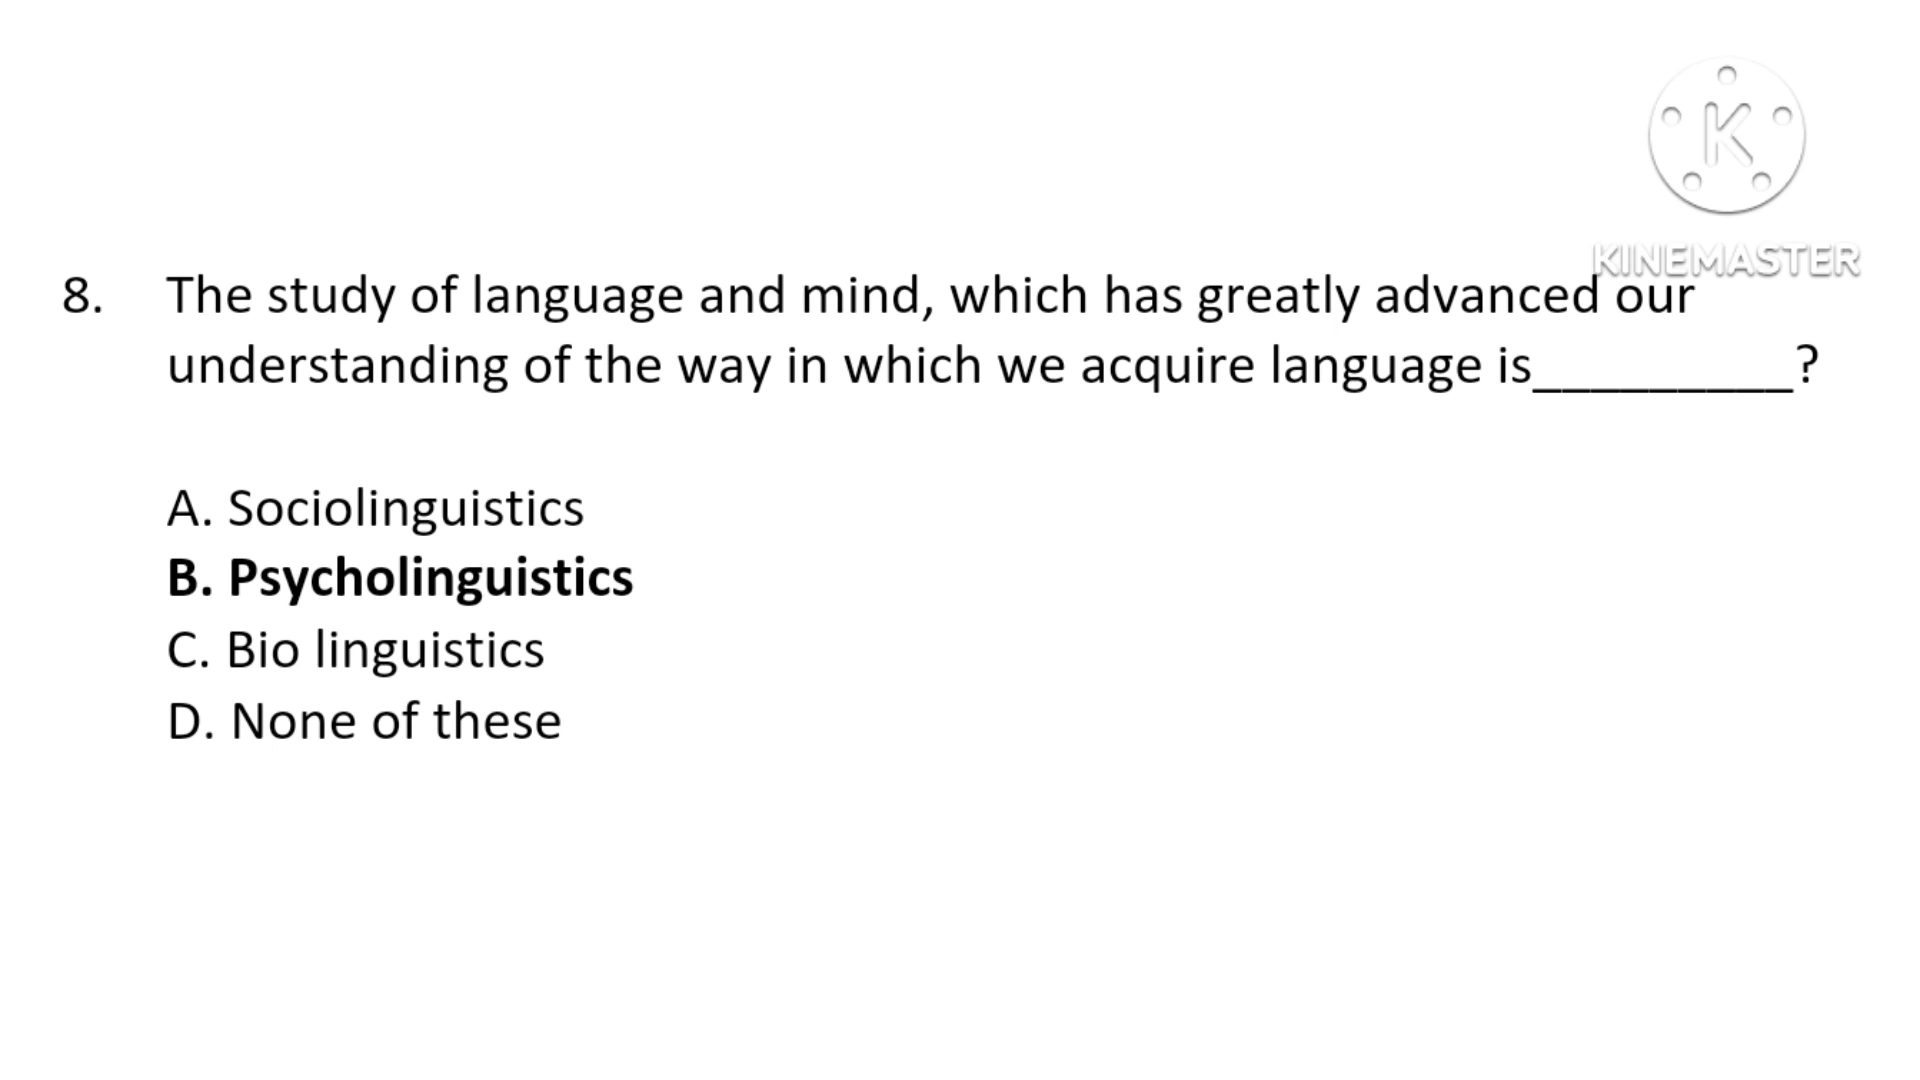 K
KINEMASTER
8. The study of language and mind, which has greatly advanced our
understanding of the way in which we acquire language is_________?
A. Sociolinguistics
B. Psycholinguistics
C. Bio linguistics
D. None of these